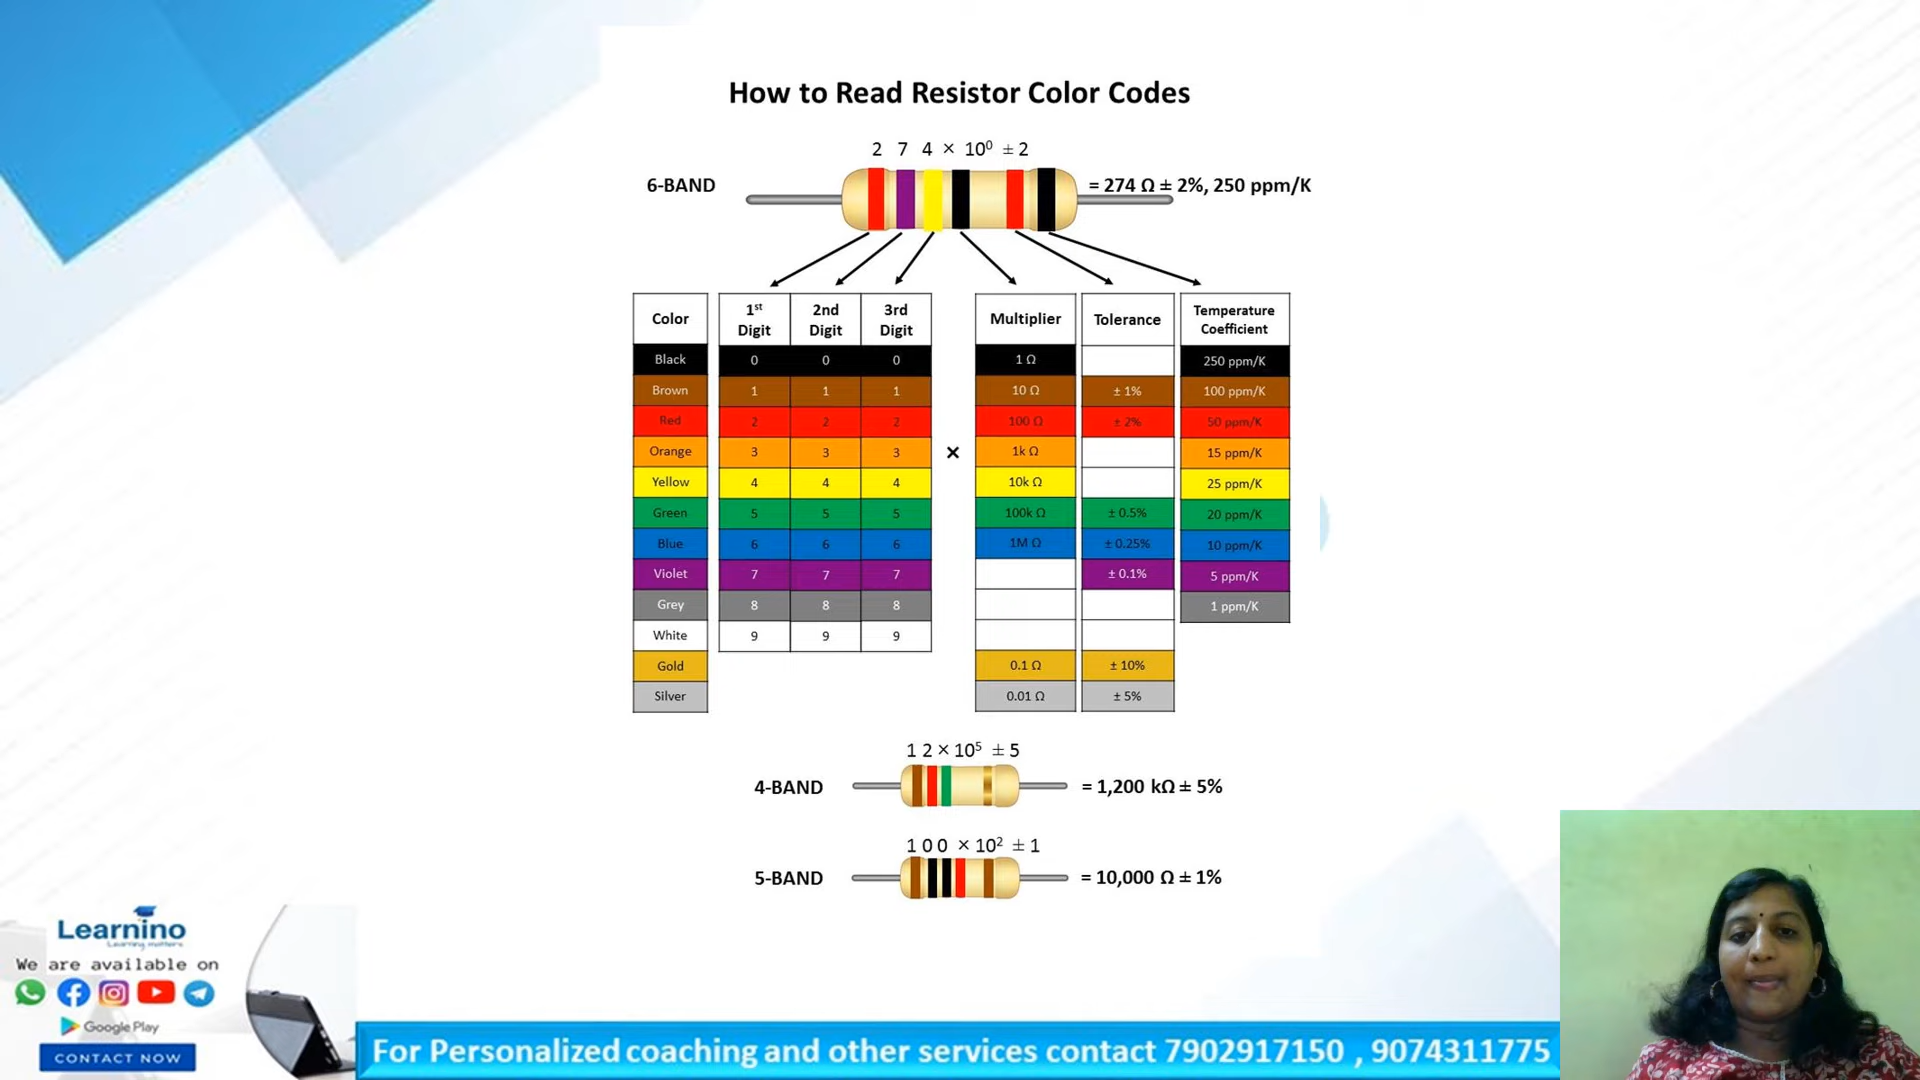 How to Read Resistor Color Codes
2 7 4 × 10⁰ ± 2
6-BAND = 274 Ω ± 2%, 250 ppm/K
Color 1st Digit 2nd Digit 3rd Digit Multiplier Tolerance Temperature Coefficient
Black 0 0 0 1 Ω 250 ppm/K
Brown 1 1 1 10 Ω ± 1% 100 ppm/K
Red 2 2 2 100 Ω ± 2% 50 ppm/K
Orange 3 3 3 × 1k Ω 15 ppm/K
Yellow 4 4 4 10k Ω 25 ppm/K
Green 5 5 5 100k Ω ± 0.5% 20 ppm/K
Blue 6 6 6 1M Ω ± 0.25% 10 ppm/K
Violet 7 7 7 ± 0.1% 5 ppm/K
Grey 8 8 8 1 ppm/K
White 9 9 9
Gold 0.1 Ω ± 10%
Silver 0.01 Ω ± 5%
1 2 × 10⁵ ± 5
4-BAND = 1,200 kΩ ± 5%
1 0 0 × 10² ± 1
5-BAND = 10,000 Ω ± 1%
Learnino
Learning matters
We are available on
Google Play
CONTACT NOW
For Personalized coaching and other services contact 7902917150 , 9074311775